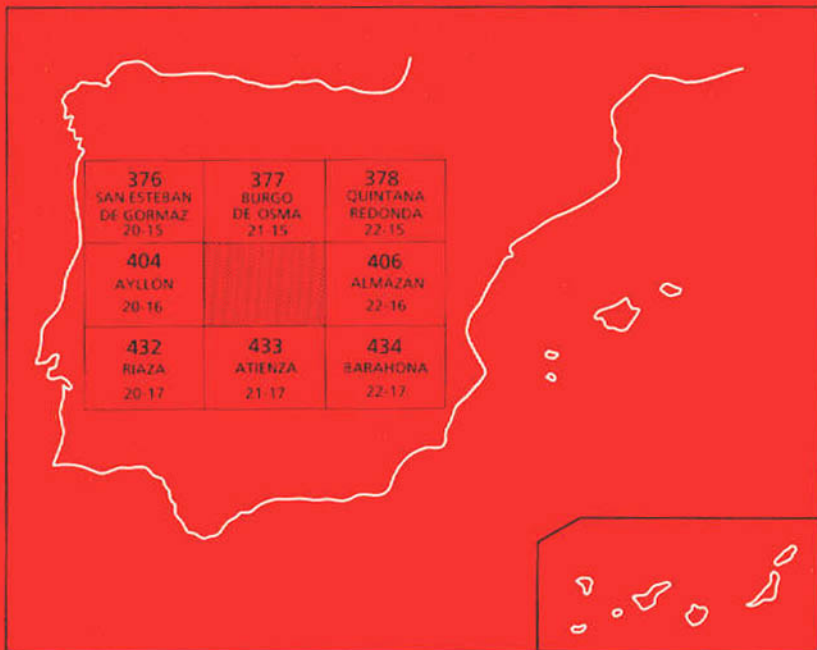 376
SAN ESTEBAN
DE GORMAZ
20-15
377
BURGO
DE OSMA
21-15
378
QUINTANA
REDONDA
22-15
404
AYLLON
20-16
406
ALMAZAN
22-16
432
RIAZA
20-17
433
ATIENZA
21-17
434
BARAHONA
22-17